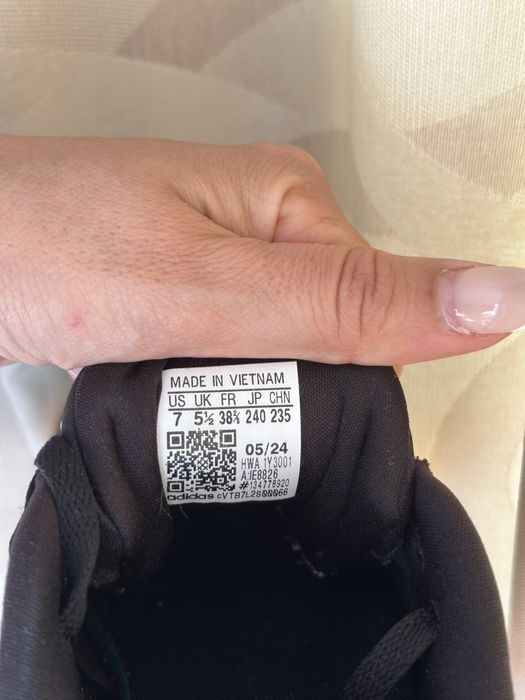 MADE IN VIETNAM
US UK FR JP CHN
7 5½ 38⅔ 240 235
05/24
HWA 1Y3001
A:IE8826
#134778920
adidas cVTB7L2S00066